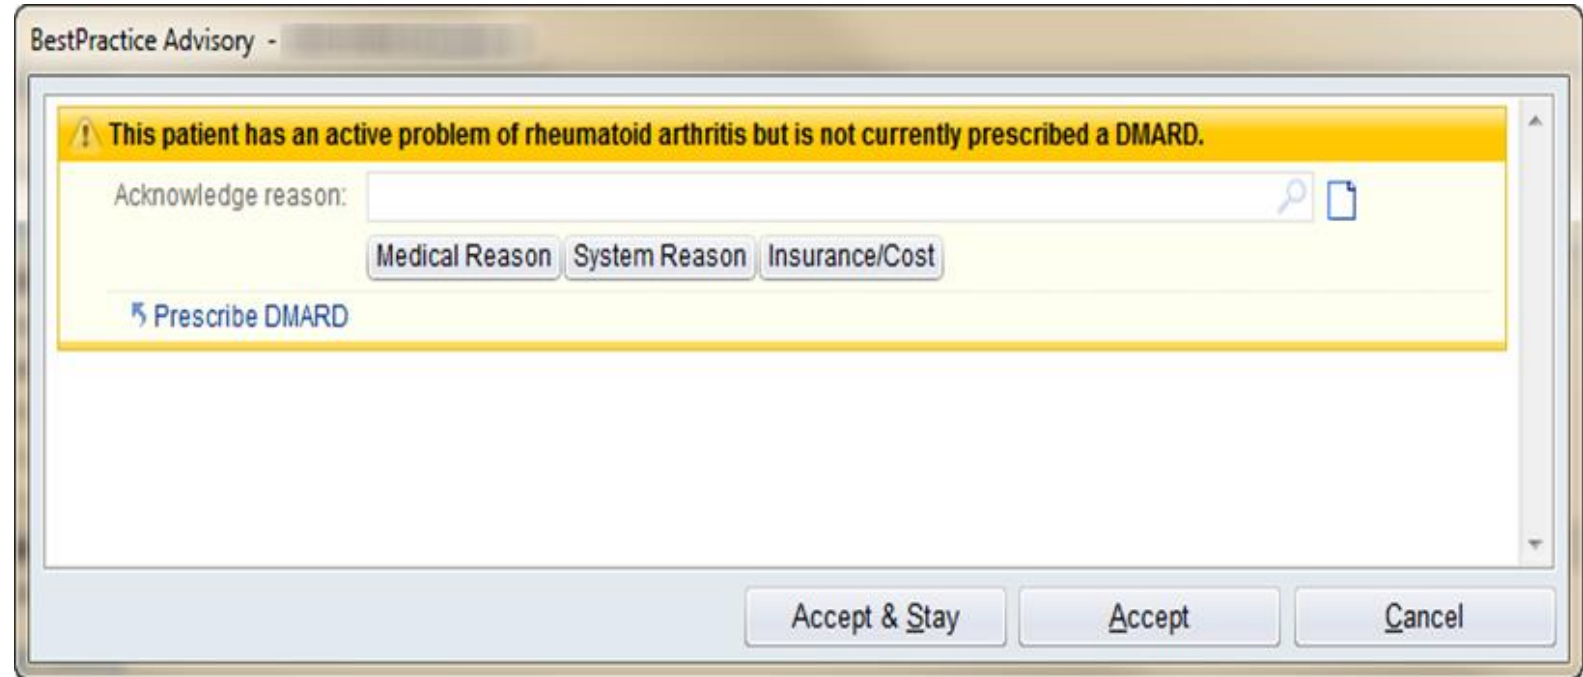 BestPractice Advisory -
This patient has an active problem of rheumatoid arthritis but is not currently prescribed a DMARD.
Acknowledge reason:
Medical Reason System Reason Insurance/Cost
Prescribe DMARD
Accept & Stay Accept Cancel